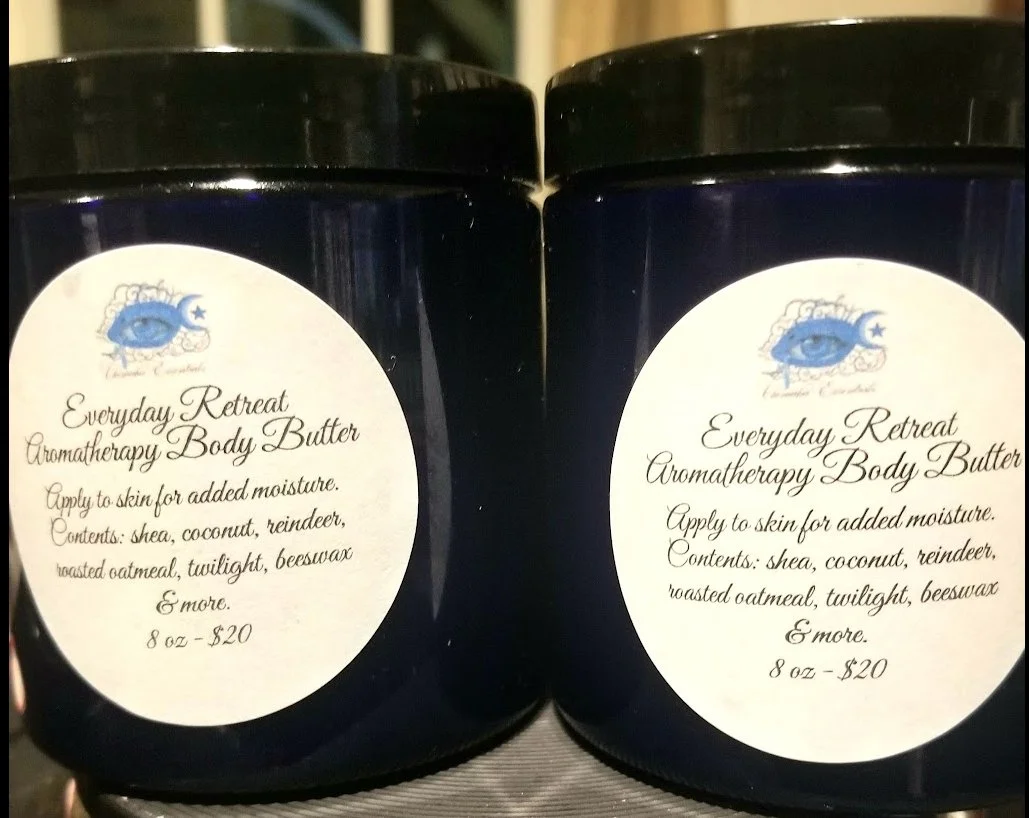 Everyday Retreat
Aromatherapy Body Butter
Apply to skin for added moisture.
Contents: shea, coconut, reindeer,
roasted oatmeal, twilight, beeswax
& more.
8 oz - $20
Everyday Retreat
Aromatherapy Body Butter
Apply to skin for added moisture.
Contents: shea, coconut, reindeer,
roasted oatmeal, twilight, beeswax
& more.
8 oz - $20